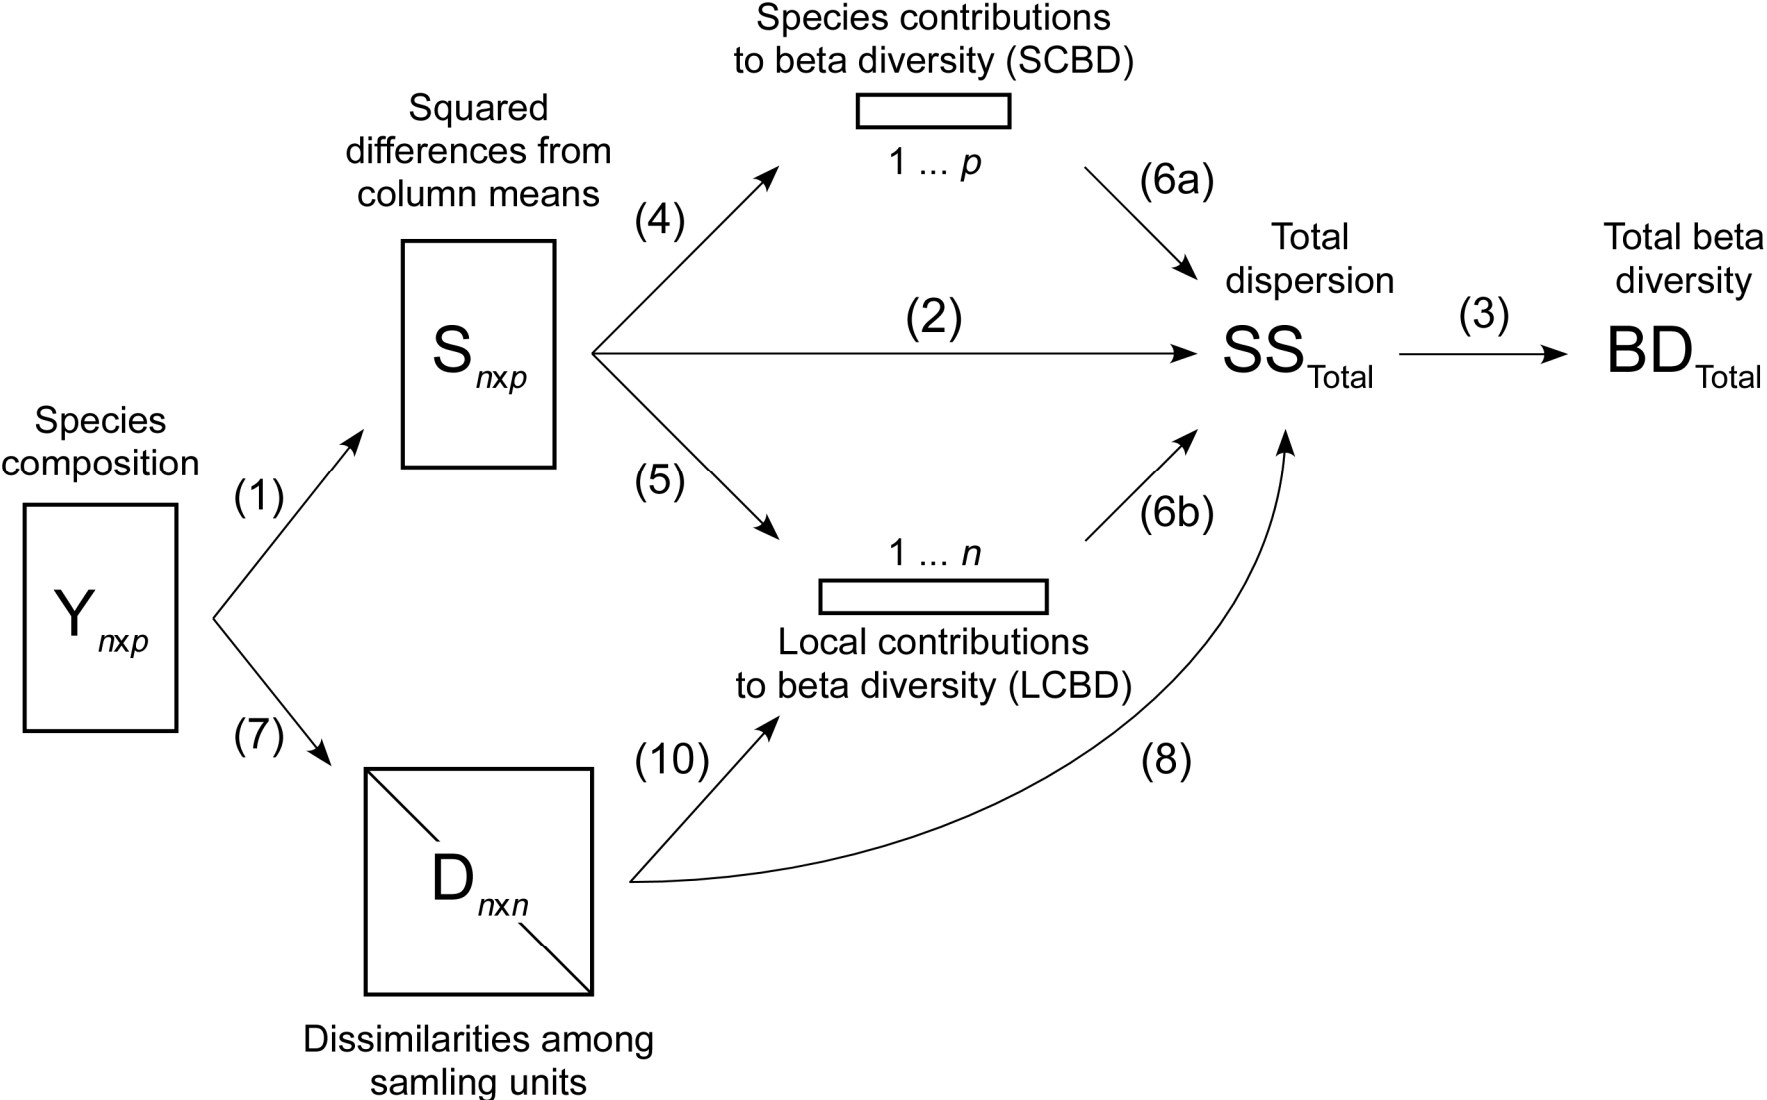 Species contributions
to beta diversity (SCBD)
1 ... p
Squared
differences from
column means
S nxp
(4)
(6a)
(2)
Total
dispersion
SS Total
(3)
Total beta
diversity
BD Total
Species
composition
Y nxp
(1)
(5)
(6b)
1 ... n
Local contributions
to beta diversity (LCBD)
(7)
(10)
(8)
D nxn
Dissimilarities among
samling units